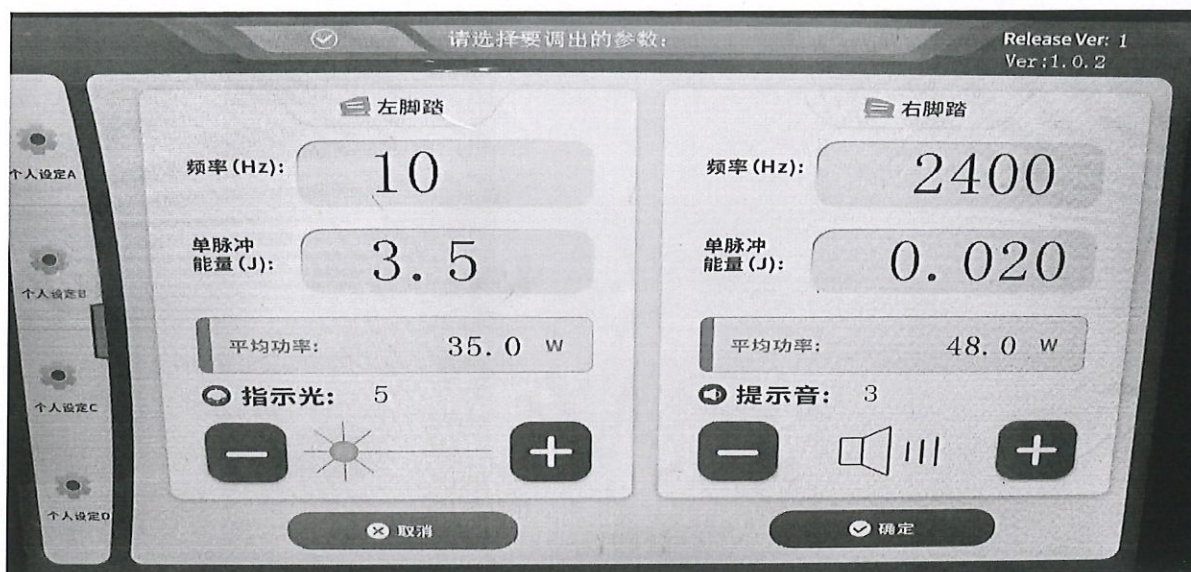 请选择要调出的参数:
Release Ver: 1
Ver:1.0.2
个人设定A
个人设定B
个人设定C
个人设定D
左脚踏
频率(Hz): 10
单脉冲
能量(J): 3.5
平均功率: 35.0 W
指示光: 5
取消
右脚踏
频率(Hz): 2400
单脉冲
能量(J): 0.020
平均功率: 48.0 W
提示音: 3
确定